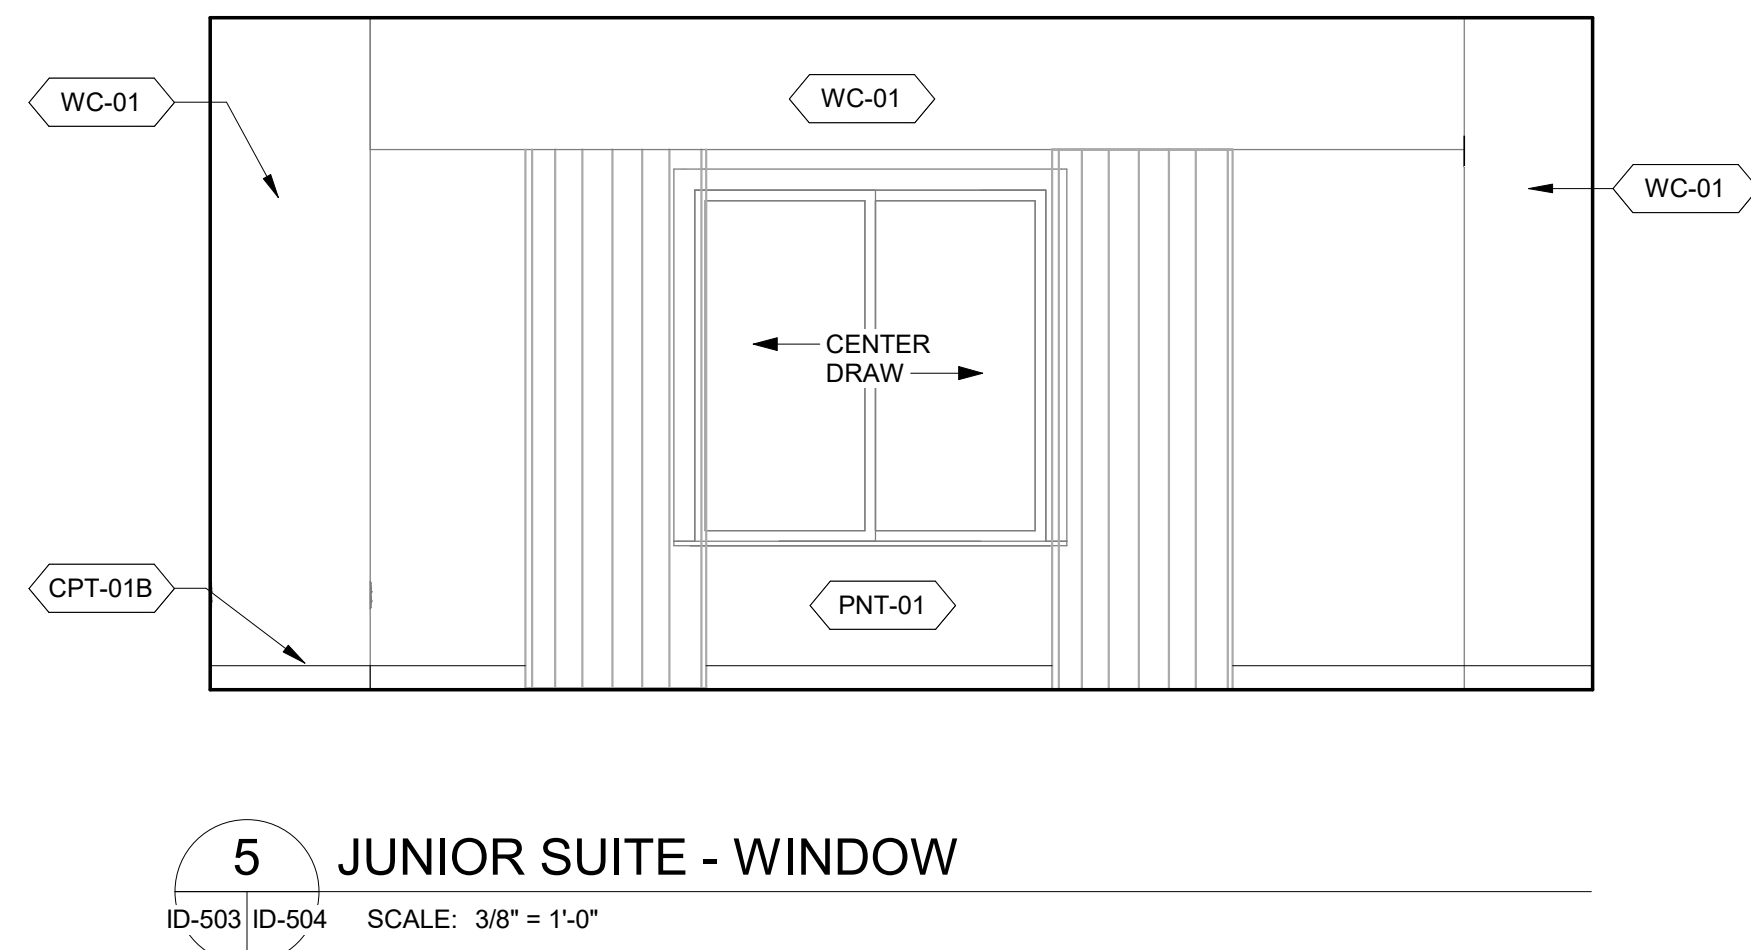 WC-01
WC-01
WC-01
CENTER
DRAW
CPT-01B
PNT-01
5
JUNIOR SUITE - WINDOW
ID-503
ID-504
SCALE: 3/8" = 1'-0"